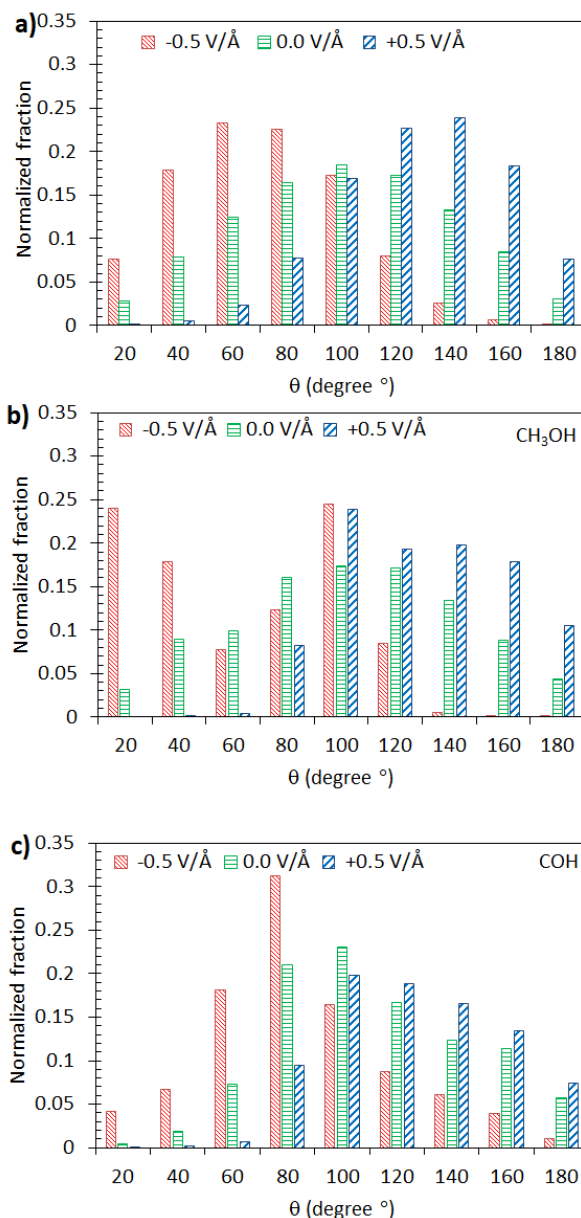 a)
-0.5 V/Å 0.0 V/Å +0.5 V/Å
Normalized fraction
0.35
0.3
0.25
0.2
0.15
0.1
0.05
0
20 40 60 80 100 120 140 160 180
θ (degree °)
b)
-0.5 V/Å 0.0 V/Å +0.5 V/Å
CH₃OH
Normalized fraction
0.35
0.3
0.25
0.2
0.15
0.1
0.05
0
20 40 60 80 100 120 140 160 180
θ (degree °)
c)
-0.5 V/Å 0.0 V/Å +0.5 V/Å
COH
Normalized fraction
0.35
0.3
0.25
0.2
0.15
0.1
0.05
0
20 40 60 80 100 120 140 160 180
θ (degree °)